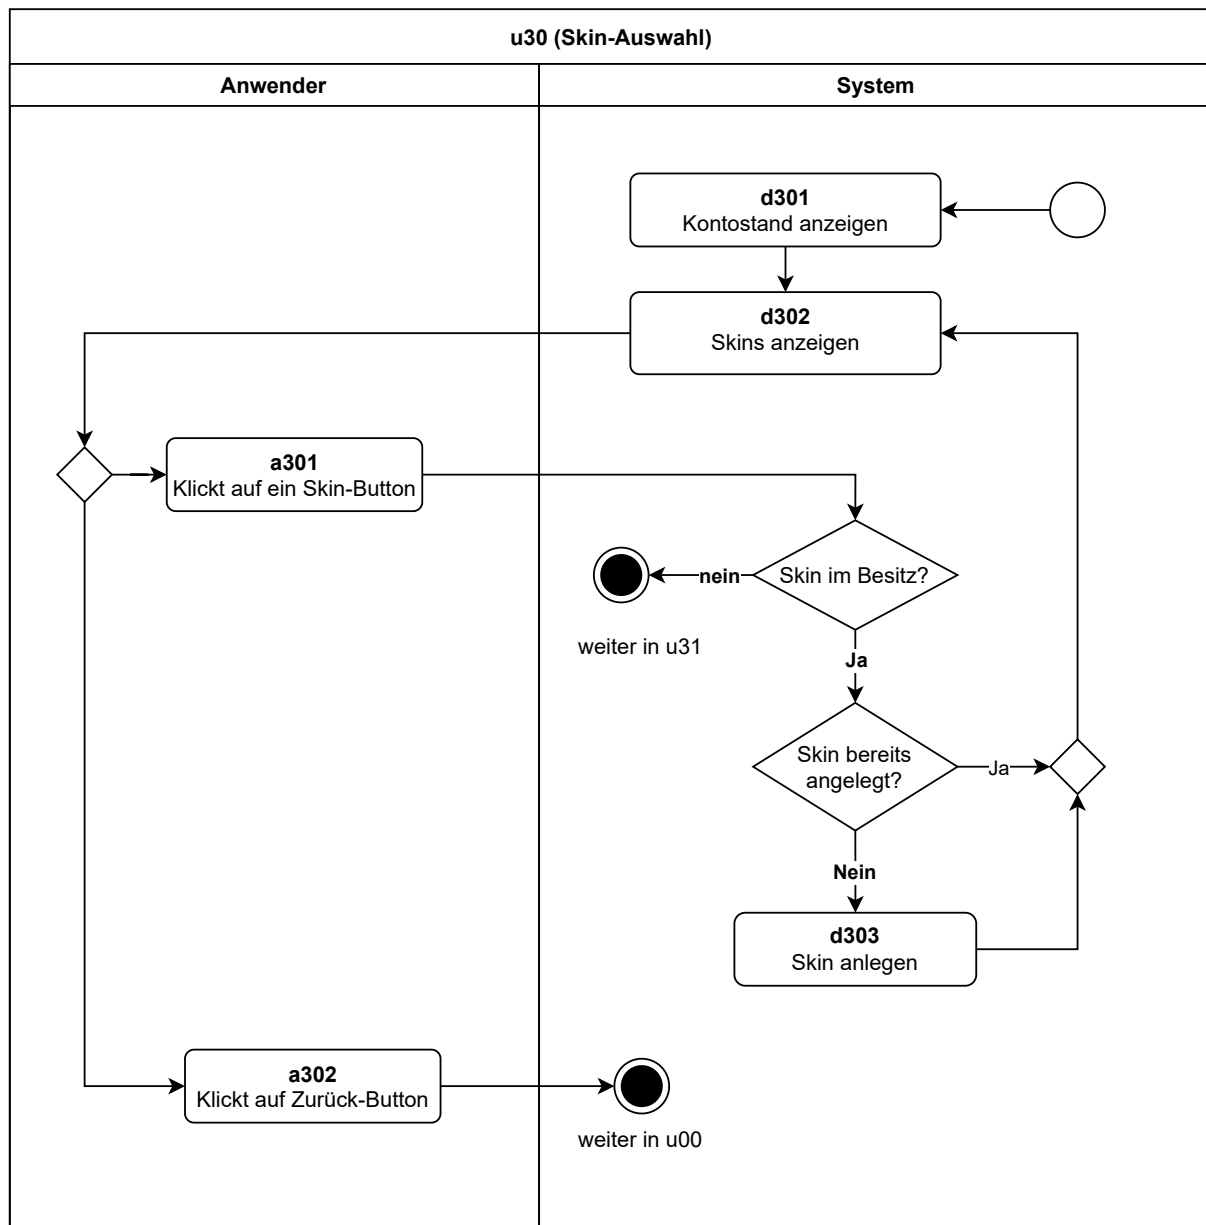 u30 (Skin-Auswahl)
Anwender
System
d301
Kontostand anzeigen
d302
Skins anzeigen
a301
Klickt auf ein Skin-Button
nein
Skin im Besitz?
weiter in u31
Ja
Skin bereits
angelegt?
Ja
Nein
d303
Skin anlegen
a302
Klickt auf Zurück-Button
weiter in u00